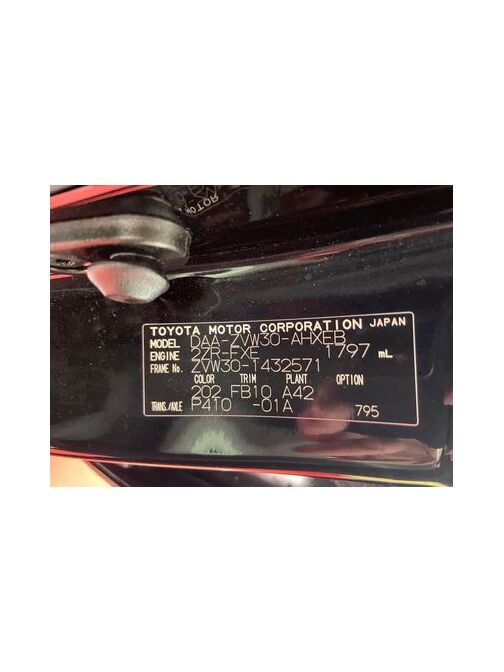 TOYOTA MOTOR CORPORATION JAPAN
MODEL DAA-ZVW30-AHXEB
ENGINE 2ZR-FXE 1797 mL
FRAME No. ZVW30-1432571
COLOR TRIM PLANT OPTION
202 FB10 A42
TRANS./AXLE P410 -01A 795